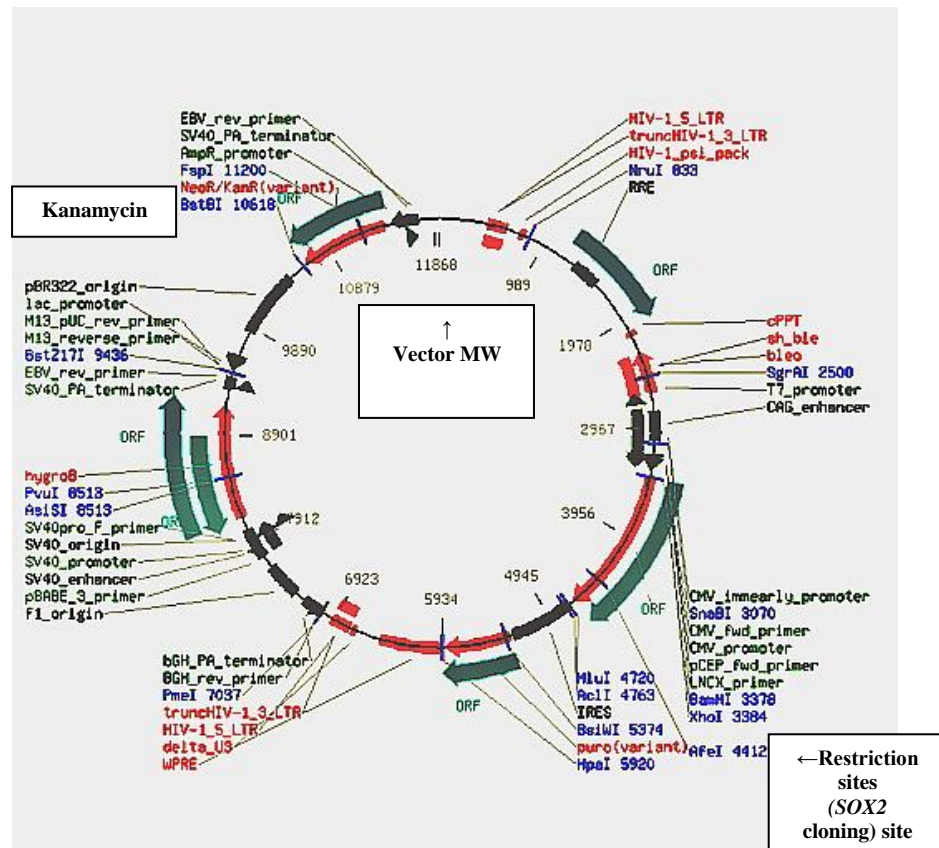 EBV_rev_primer
SV40_PA_terminator
AmpR_promoter
FspI 11200
NeoR/KanR(variant)
BstBI 10618
ORF
Kanamycin
HIV-1_5_LTR
truncHIV-1_3_LTR
HIV-1_psi_pack
NruI 833
RRE
ORF
11868
989
10879
1978
↑
Vector MW
pBR322_origin
lac_promoter
M13_pUC_rev_primer
M13_reverse_primer
BstZ17I 9436
EBV_rev_primer
SV40_PA_terminator
9890
cPPT
sh_ble
bleo
SgrAI 2500
T7_promoter
CAG_enhancer
2967
ORF
8901
hygroB
PvuI 8513
AsiSI 8513
SV40pro_F_primer
SV40_origin
SV40_promoter
SV40_enhancer
pBABE_3_primer
F1_origin
7912
3956
6923
5934
4945
ORF
CMV_immearly_promoter
SnaBI 3070
CMV_fwd_primer
CMV_promoter
pCEP_fwd_primer
LNCX_primer
BamHI 3378
XhoI 3384
AfeI 4412
bGH_PA_terminator
BGH_rev_primer
PmeI 7037
truncHIV-1_3_LTR
HIV-1_5_LTR
delta_U3
WPRE
ORF
MluI 4720
AclI 4763
IRES
BsiWI 5374
puro(variant)
HpaI 5920
←Restriction
sites
(SOX2
cloning) site